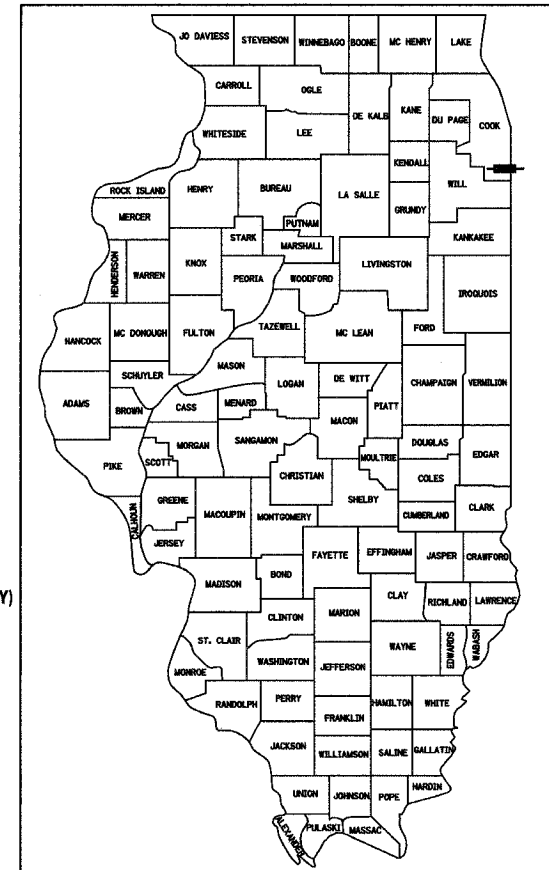 JO DAVIESS STEVENSON WINNEBAGO BOONE MC HENRY LAKE
CARROLL OGLE DE KALB KANE DU PAGE COOK
WHITESIDE LEE KENDALL WILL
ROCK ISLAND HENRY BUREAU LA SALLE GRUNDY
MERCER PUTNAM KANKAKEE
HENDERSON WARREN KNOX STARK MARSHALL LIVINGSTON
PEORIA WOODFORD IROQUOIS
HANCOCK MC DONOUGH FULTON TAZEWELL MC LEAN FORD
SCHUYLER MASON LOGAN DE WITT CHAMPAIGN VERMILION
ADAMS BROWN CASS MENARD MACON PIATT
PIKE SCOTT MORGAN SANGAMON CHRISTIAN MOULTRIE DOUGLAS EDGAR
COLES
CALHOUN GREENE MACOUPIN MONTGOMERY SHELBY CUMBERLAND CLARK
JERSEY FAYETTE EFFINGHAM JASPER CRAWFORD
MADISON BOND CLAY RICHLAND LAWRENCE
Y)
CLINTON MARION WAYNE EDWARDS WABASH
ST. CLAIR WASHINGTON JEFFERSON
MONROE RANDOLPH PERRY HAMILTON WHITE
FRANKLIN
JACKSON WILLIAMSON SALINE GALLATIN
UNION JOHNSON POPE HARDIN
ALEXANDER PULASKI MASSAC